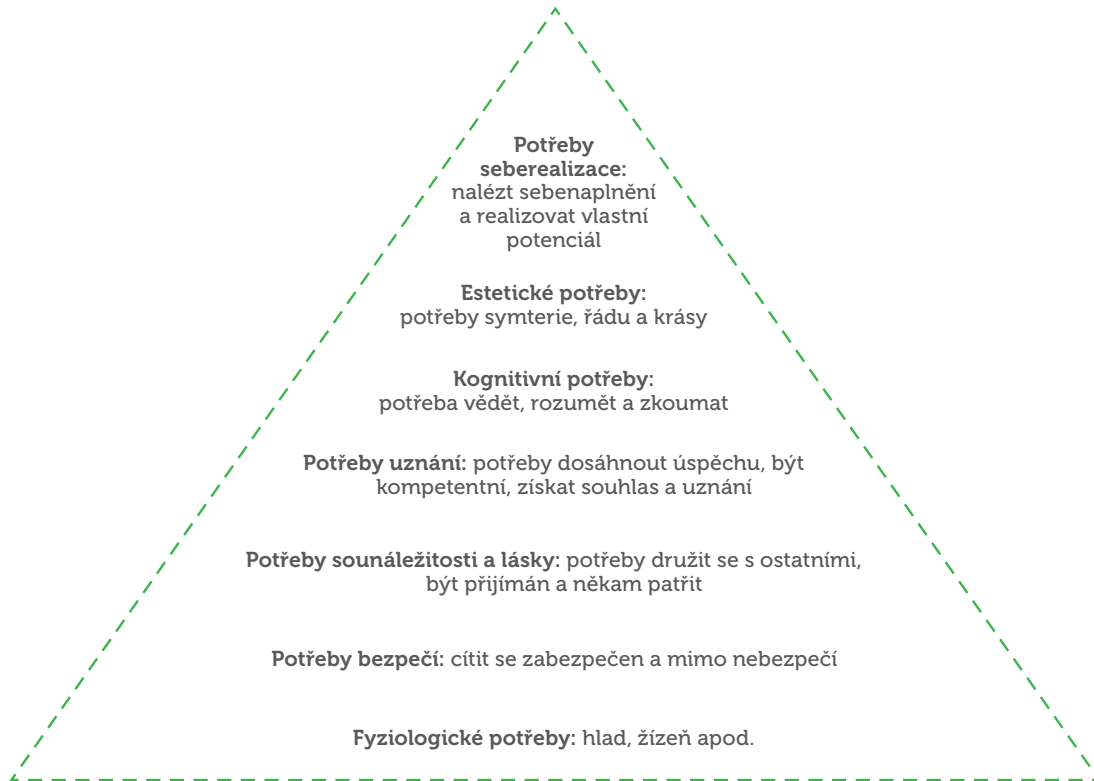 Potřeby
seberealizace:
nalézt sebenaplnění
a realizovat vlastní
potenciál
Estetické potřeby:
potřeby symterie, řádu a krásy
Kognitivní potřeby:
potřeba vědět, rozumět a zkoumat
Potřeby uznání: potřeby dosáhnout úspěchu, být
kompetentní, získat souhlas a uznání
Potřeby sounáležitosti a lásky: potřeby družit se s ostatními,
být přijímán a někam patřit
Potřeby bezpečí: cítit se zabezpečen a mimo nebezpečí
Fyziologické potřeby: hlad, žízeň apod.